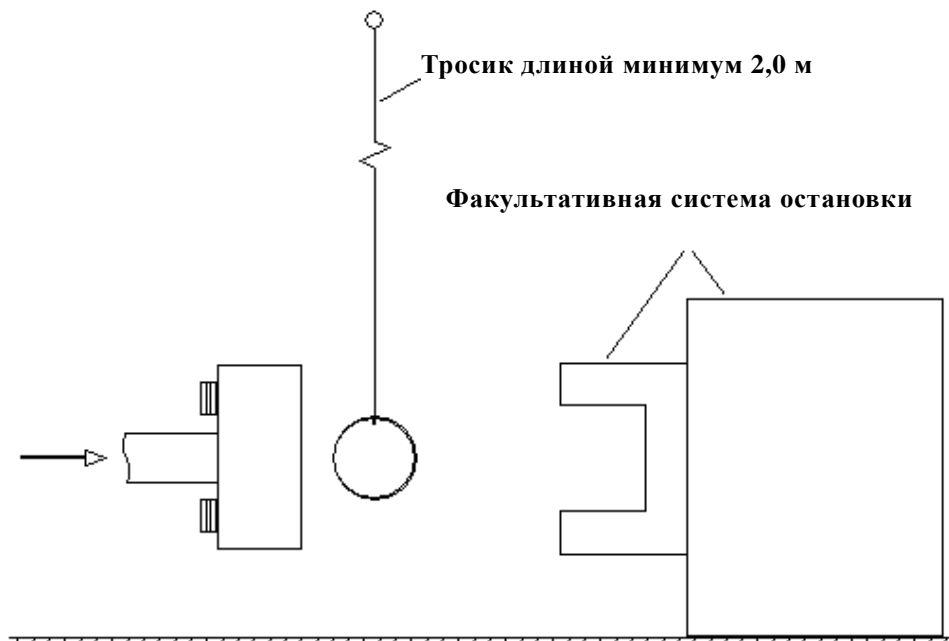 Тросик длиной минимум 2,0 м
Факультативная система остановки